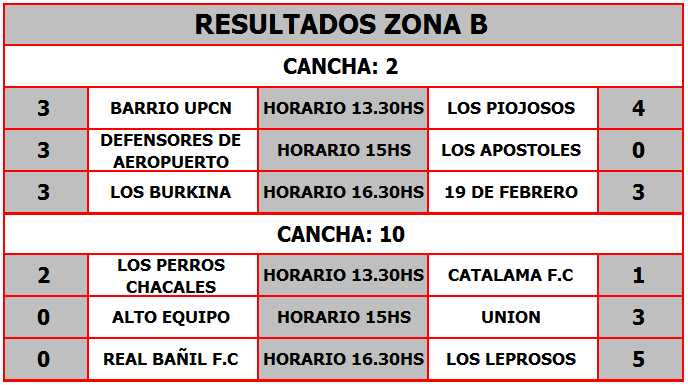 RESULTADOS ZONA B
CANCHA: 2
3 BARRIO UPCN HORARIO 13.30HS LOS PIOJOSOS 4
3 DEFENSORES DE AEROPUERTO HORARIO 15HS LOS APOSTOLES 0
3 LOS BURKINA HORARIO 16.30HS 19 DE FEBRERO 3
CANCHA: 10
2 LOS PERROS CHACALES HORARIO 13.30HS CATALAMA F.C 1
0 ALTO EQUIPO HORARIO 15HS UNION 3
0 REAL BAÑIL F.C HORARIO 16.30HS LOS LEPROSOS 5